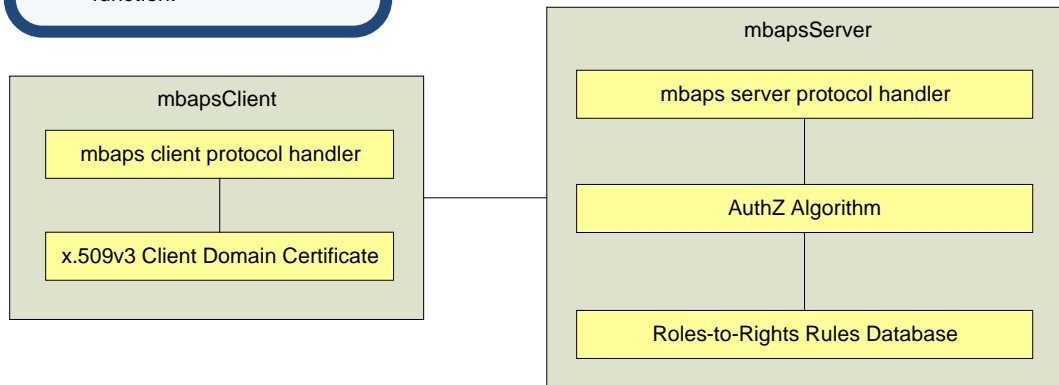 function.
mbapsClient
mbaps client protocol handler
x.509v3 Client Domain Certificate
mbapsServer
mbaps server protocol handler
AuthZ Algorithm
Roles-to-Rights Rules Database